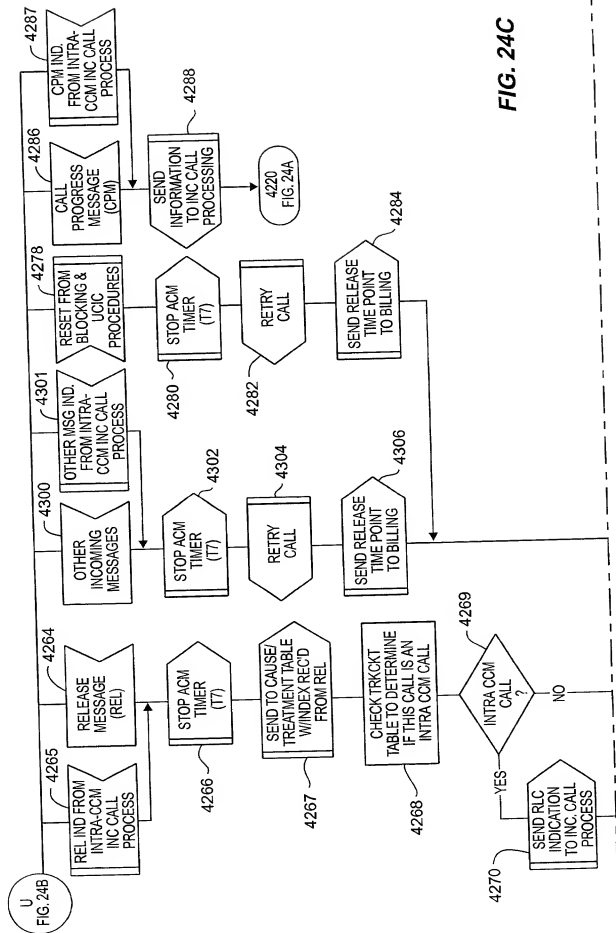 U
FIG. 24B
4265
REL IND FROM
INTRA-CCM
INC CALL
PROCESS
4264
RELEASE
MESSAGE
(REL)
4266
STOP ACM
TIMER
(T7)
4267
SEND TO CAUSE/
TREATMENT TABLE
W/INDEX REC'D
FROM REL
4268
CHECK TRKCKT
TABLE TO DETERMINE
IF THIS CALL IS AN
INTRA CCM CALL
4269
INTRA CCM
CALL
?
YES
NO
4270
SEND RLC
INDICATION
TO INC. CALL
PROCESS
4300
OTHER
INCOMING
MESSAGES
4301
OTHER MSG IND.
FROM INTRA-
CCM INC CALL
PROCESS
4302
STOP ACM
TIMER
(T7)
4304
RETRY
CALL
4306
SEND RELEASE
TIME POINT
TO BILLING
4278
RESET FROM
BLOCKING &
UCIC
PROCEDURES
4280
STOP ACM
TIMER
(T7)
4282
RETRY
CALL
4284
SEND RELEASE
TIME POINT
TO BILLING
4286
CALL
PROGRESS
MESSAGE
(CPM)
4287
CPM IND.
FROM INTRA-
CCM INC CALL
PROCESS
4288
SEND
INFORMATION
TO INC CALL
PROCESSING
4220
FIG. 24A
FIG. 24C